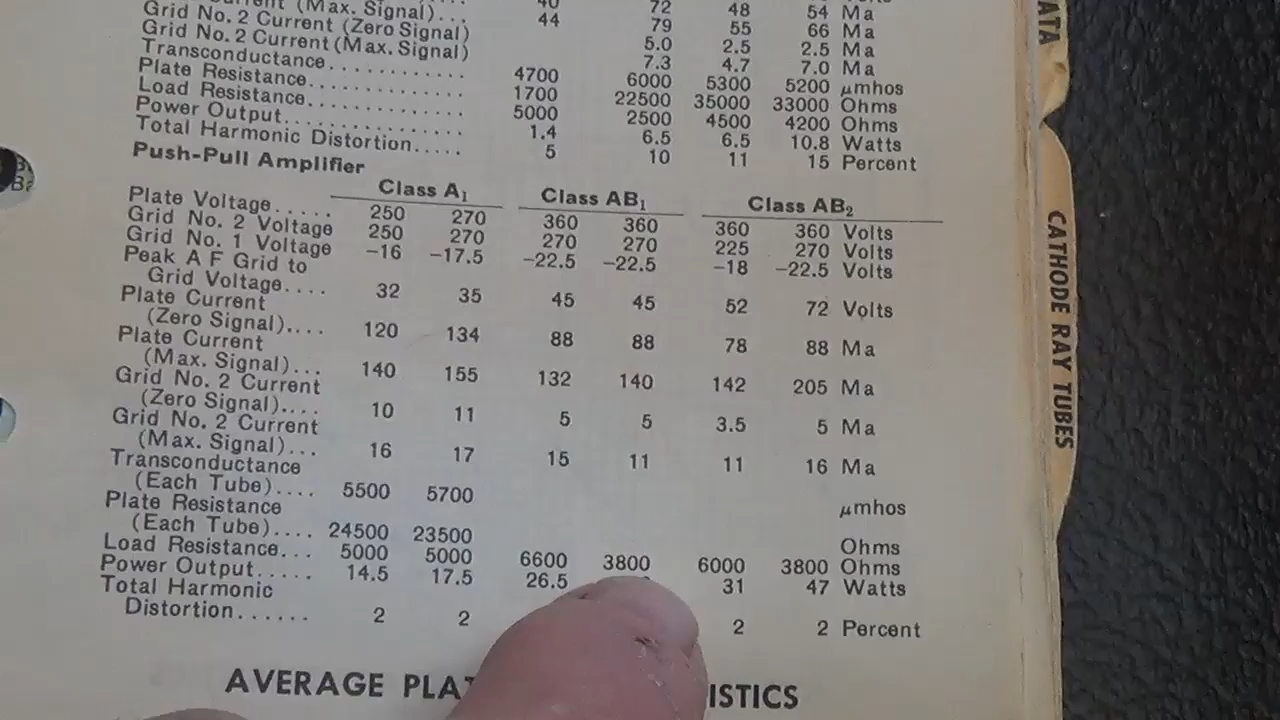 (Max. Signal)... 40 72 48 54 Ma
Grid No. 2 Current (Zero Signal) 44 79 55 66 Ma
Grid No. 2 Current (Max. Signal) 5.0 2.5 2.5 Ma
Transconductance............ 7.3 4.7 7.0 Ma
Plate Resistance............. 4700 6000 5300 5200 µmhos
Load Resistance............. 1700 22500 35000 33000 Ohms
Power Output............... 5000 2500 4500 4200 Ohms
Total Harmonic Distortion..... 1.4 6.5 6.5 10.8 Watts
5 10 11 15 Percent
Push-Pull Amplifier
Class A₁ Class AB₁ Class AB₂
Plate Voltage...... 250 270 360 360 360 360 Volts
Grid No. 2 Voltage 250 270 270 270 225 270 Volts
Grid No. 1 Voltage –16 –17.5 –22.5 –22.5 –18 –22.5 Volts
Peak A F Grid to
Grid Voltage.... 32 35 45 45 52 72 Volts
Plate Current
(Zero Signal).... 120 134 88 88 78 88 Ma
Plate Current
(Max. Signal)... 140 155 132 140 142 205 Ma
Grid No. 2 Current
(Zero Signal).... 10 11 5 5 3.5 5 Ma
Grid No. 2 Current
(Max. Signal)... 16 17 15 11 11 16 Ma
Transconductance
(Each Tube).... 5500 5700 µmhos
Plate Resistance
(Each Tube).... 24500 23500 Ohms
Load Resistance... 5000 5000 6600 3800 6000 3800 Ohms
Power Output..... 14.5 17.5 26.5 31 47 Watts
Total Harmonic
Distortion...... 2 2 2 2 Percent
AVERAGE
CATHODE RAY TUBES